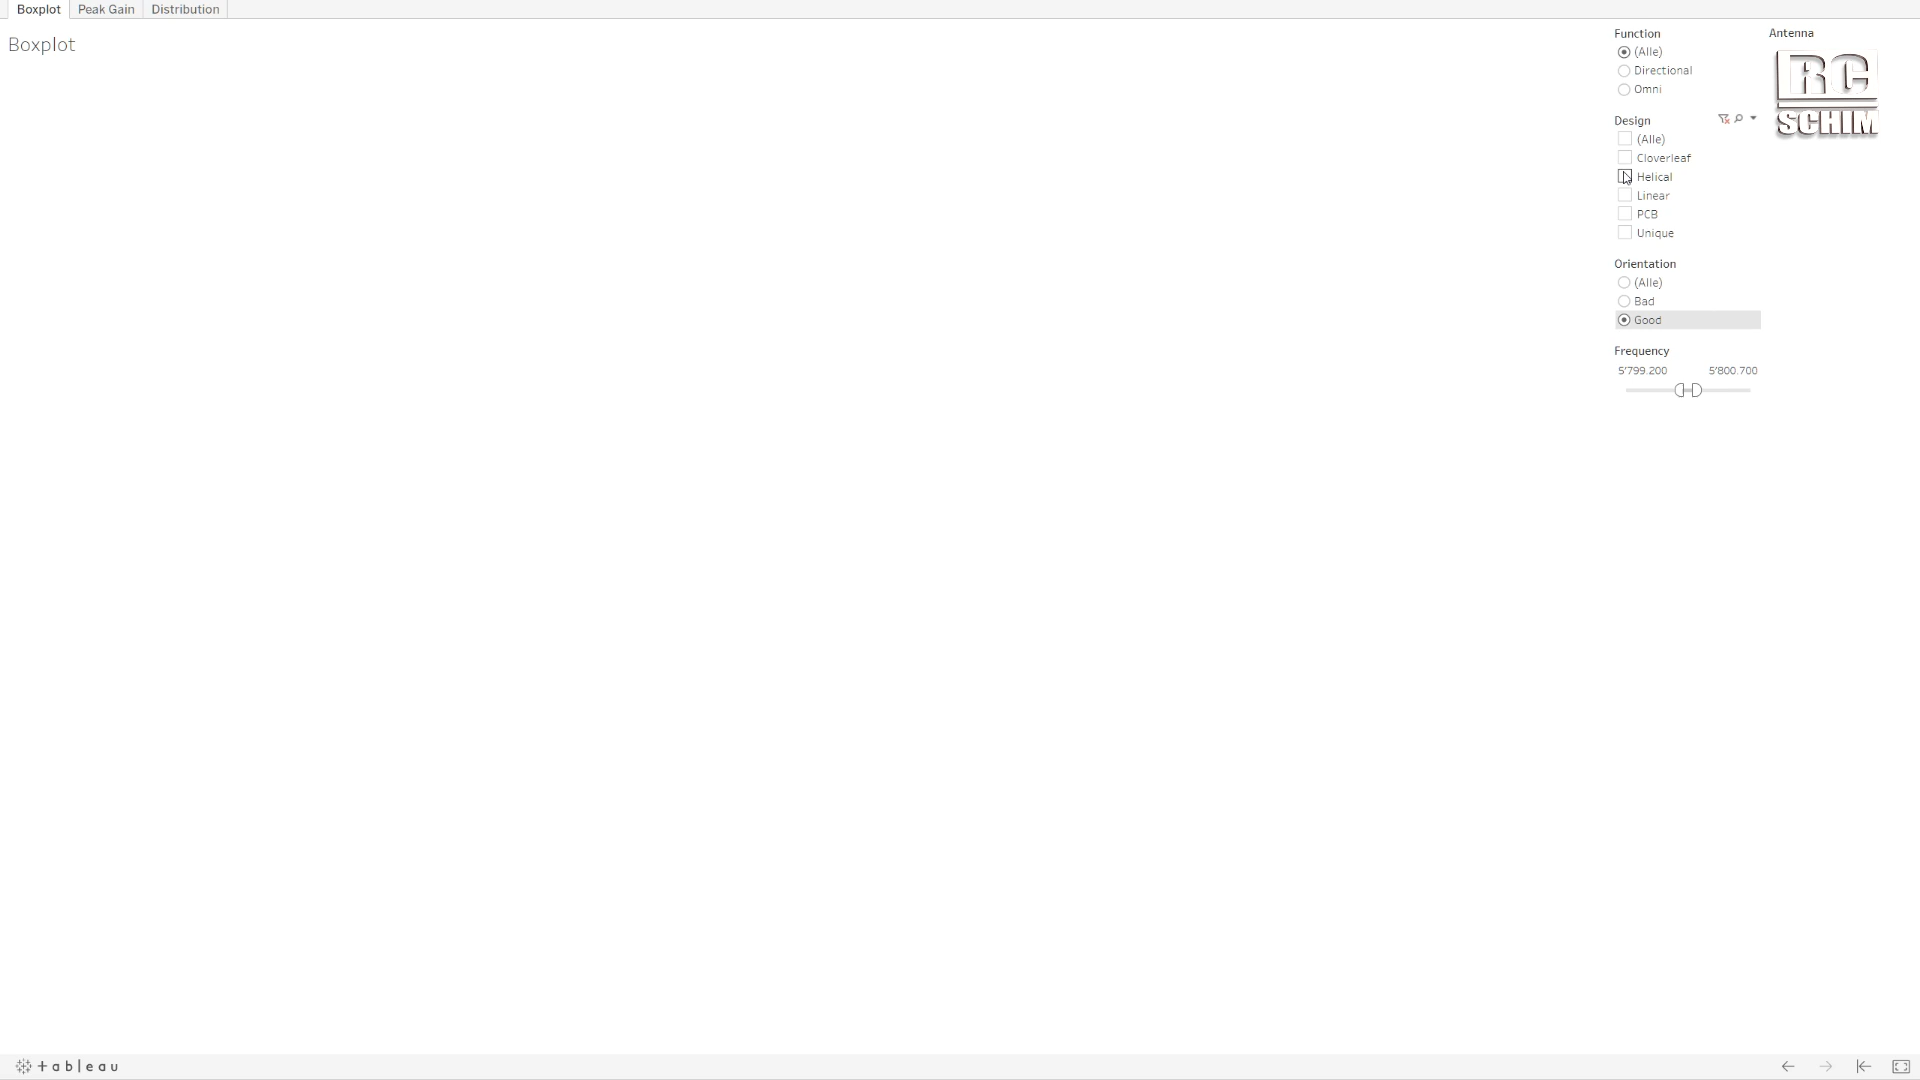 Boxplot
Peak Gain
Distribution
Boxplot
Function
(Alle)
Directional
Omni
Design
(Alle)
Cloverleaf
Helical
Linear
PCB
Unique
Orientation
(Alle)
Bad
Good
Frequency
5'799.200 5'800.700
Antenna
RC
SCHIM
+ a b | e a u